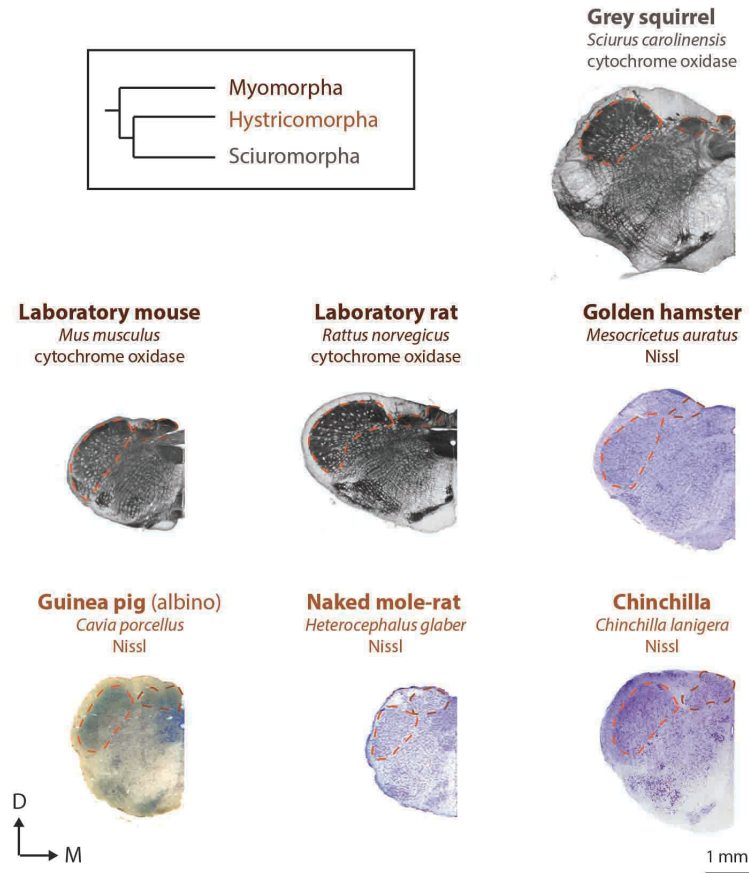 Grey squirrel
Sciurus carolinensis
cytochrome oxidase
Myomorpha
Hystricomorpha
Sciuromorpha
Laboratory mouse
Mus musculus
cytochrome oxidase
Laboratory rat
Rattus norvegicus
cytochrome oxidase
Golden hamster
Mesocricetus auratus
Nissl
Guinea pig (albino)
Cavia porcellus
Nissl
Naked mole-rat
Heterocephalus glaber
Nissl
Chinchilla
Chinchilla lanigera
Nissl
D
M
1 mm